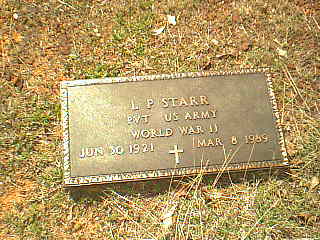 L P STARR
PVT US ARMY
WORLD WAR II
JUN 30 1921 MAR 8 1989